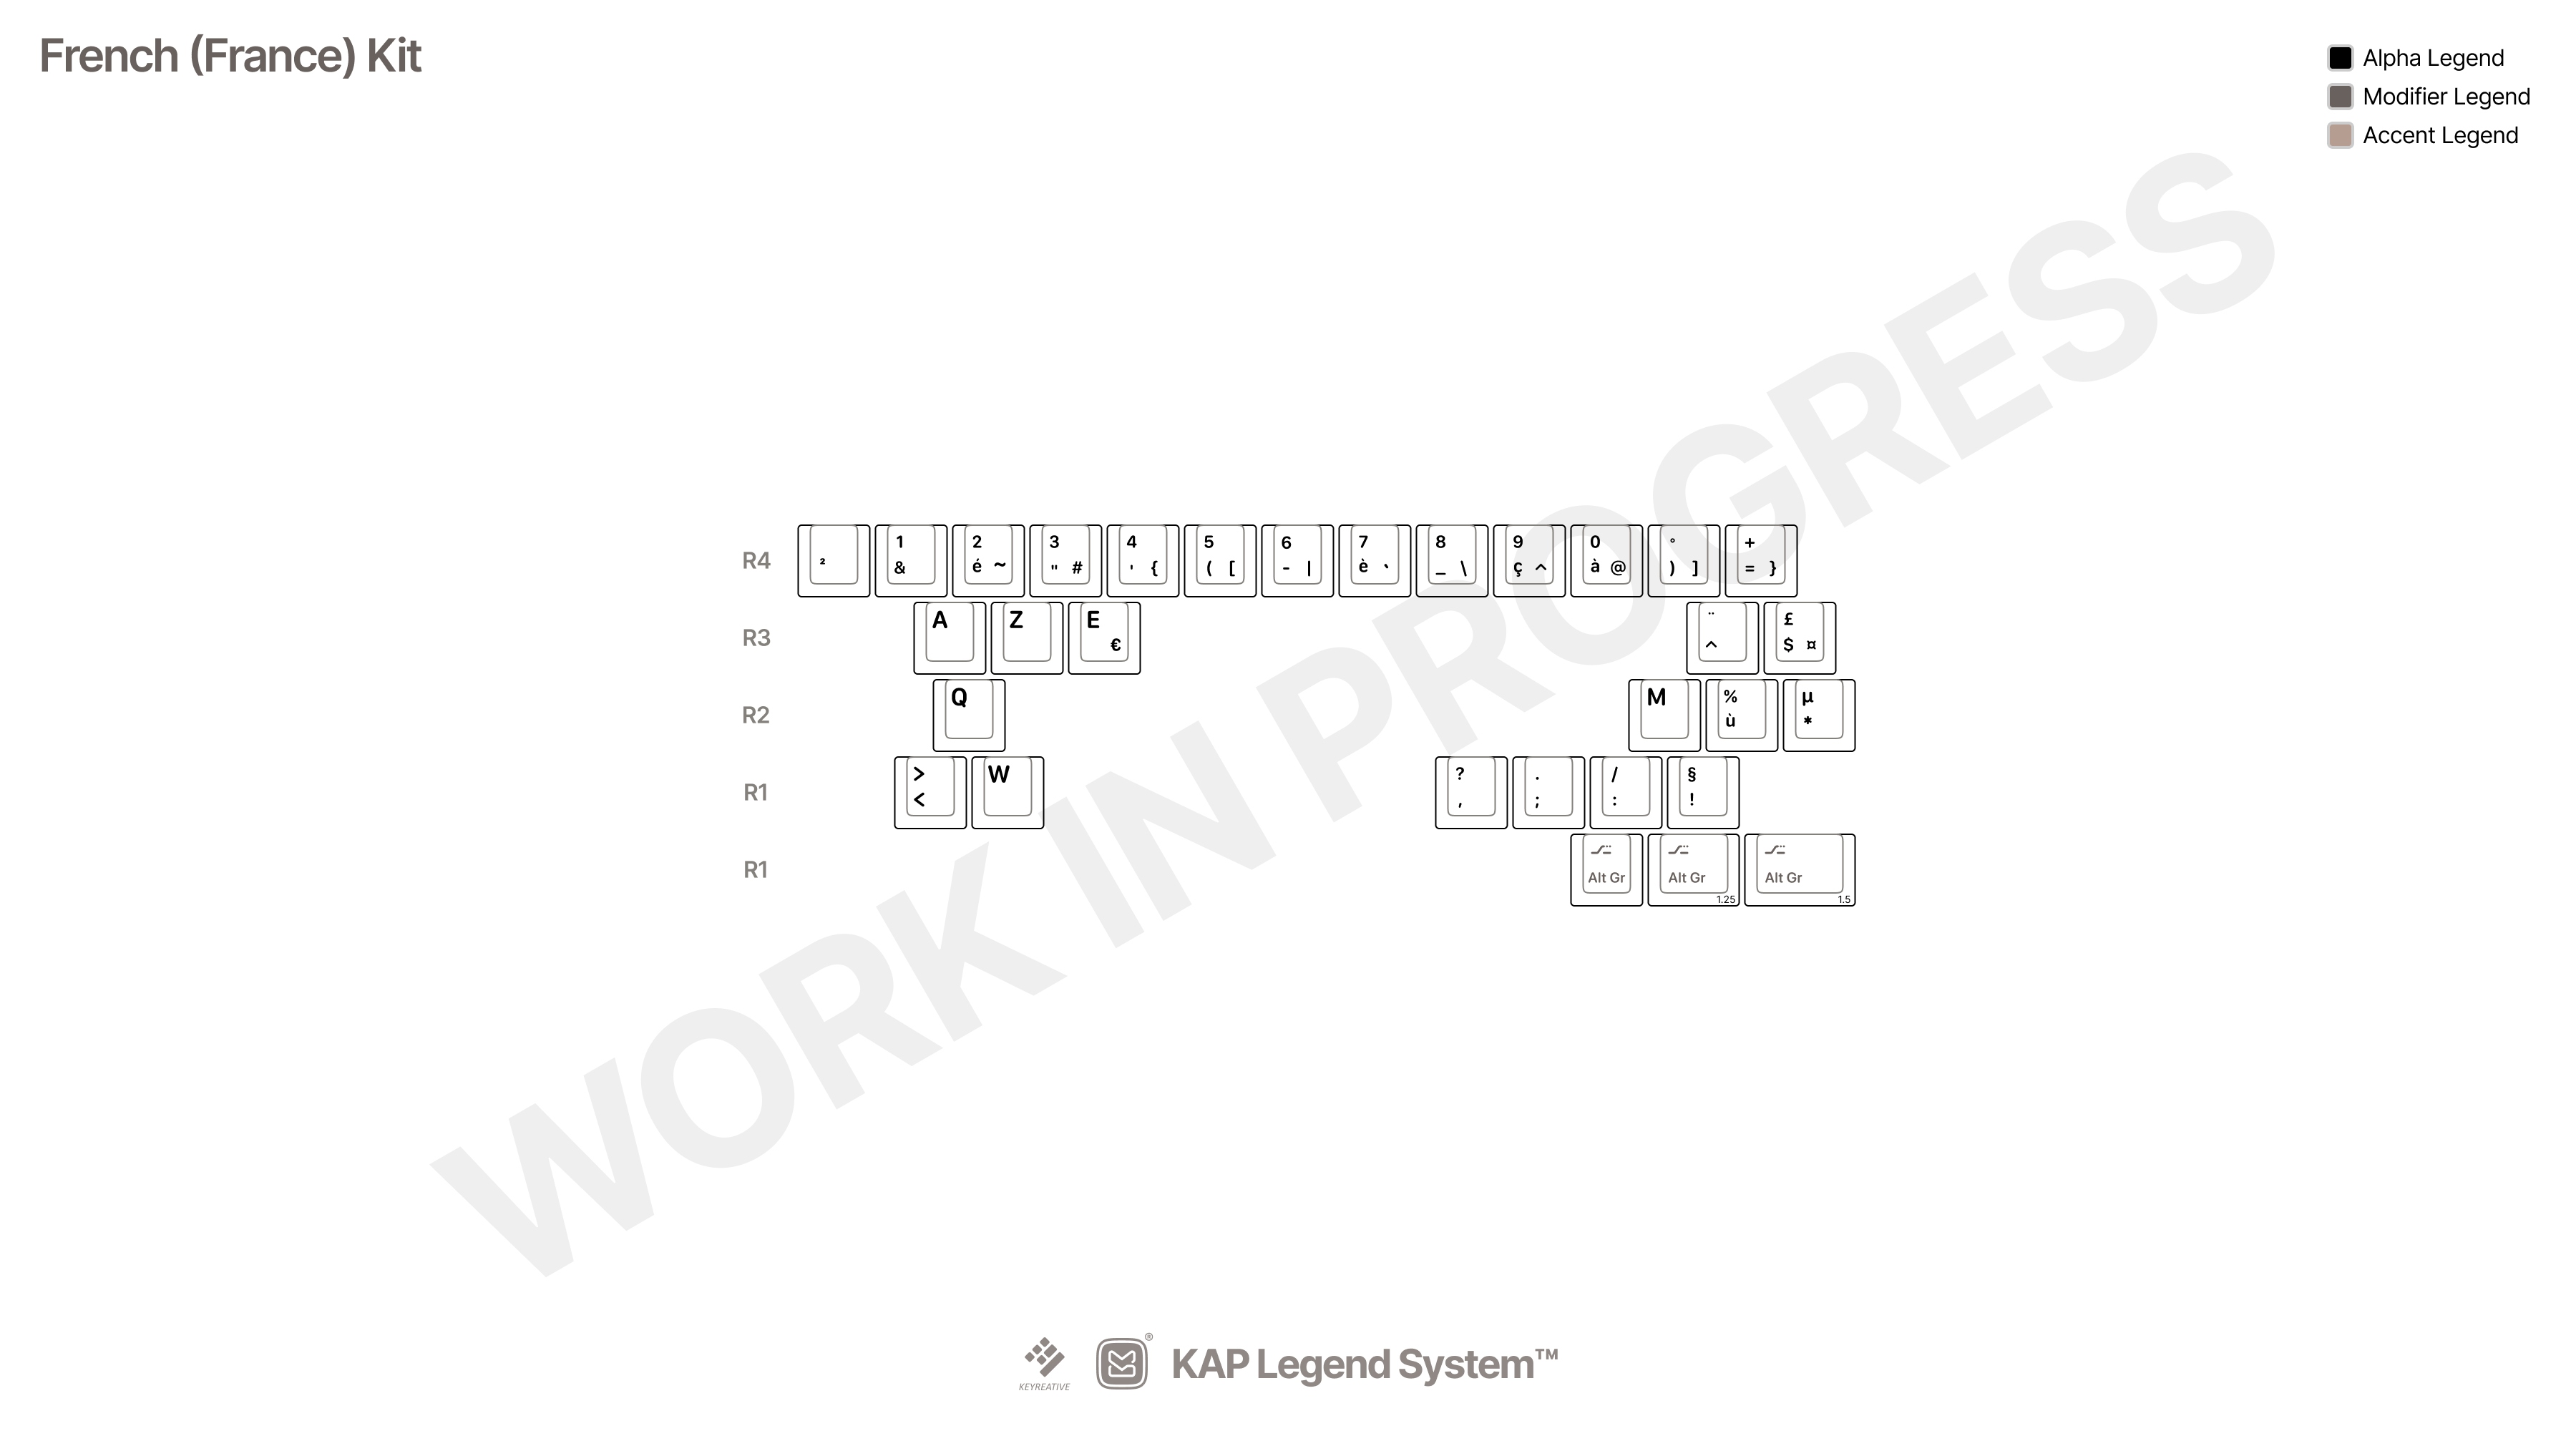 French (France) Kit
Alpha Legend
Modifier Legend
Accent Legend
WORK IN PROGRESS
R4
²
1
&
2
é ~
3
" #
4
' {
5
( [
6
- |
7
è `
8
_ \
9
ç ^
0
à @
°
) ]
+
= }
R3
A
Z
E
€
¨
^
£
$ ¤
R2
Q
M
%
ù
µ
*
R1
>
<
W
?
,
.
;
/
:
§
!
R1
Alt Gr
Alt Gr
1.25
Alt Gr
1.5
KEYREATIVE
®
KAP Legend System™